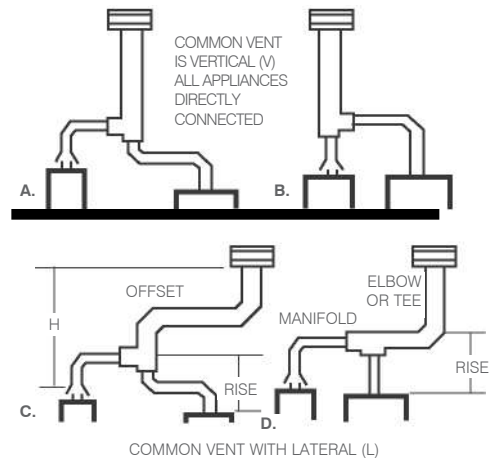 COMMON VENT
IS VERTICAL (V)
ALL APPLIANCES
DIRECTLY
CONNECTED
A.
B.
OFFSET
ELBOW
OR TEE
MANIFOLD
H
RISE
RISE
C.
D.
COMMON VENT WITH LATERAL (L)